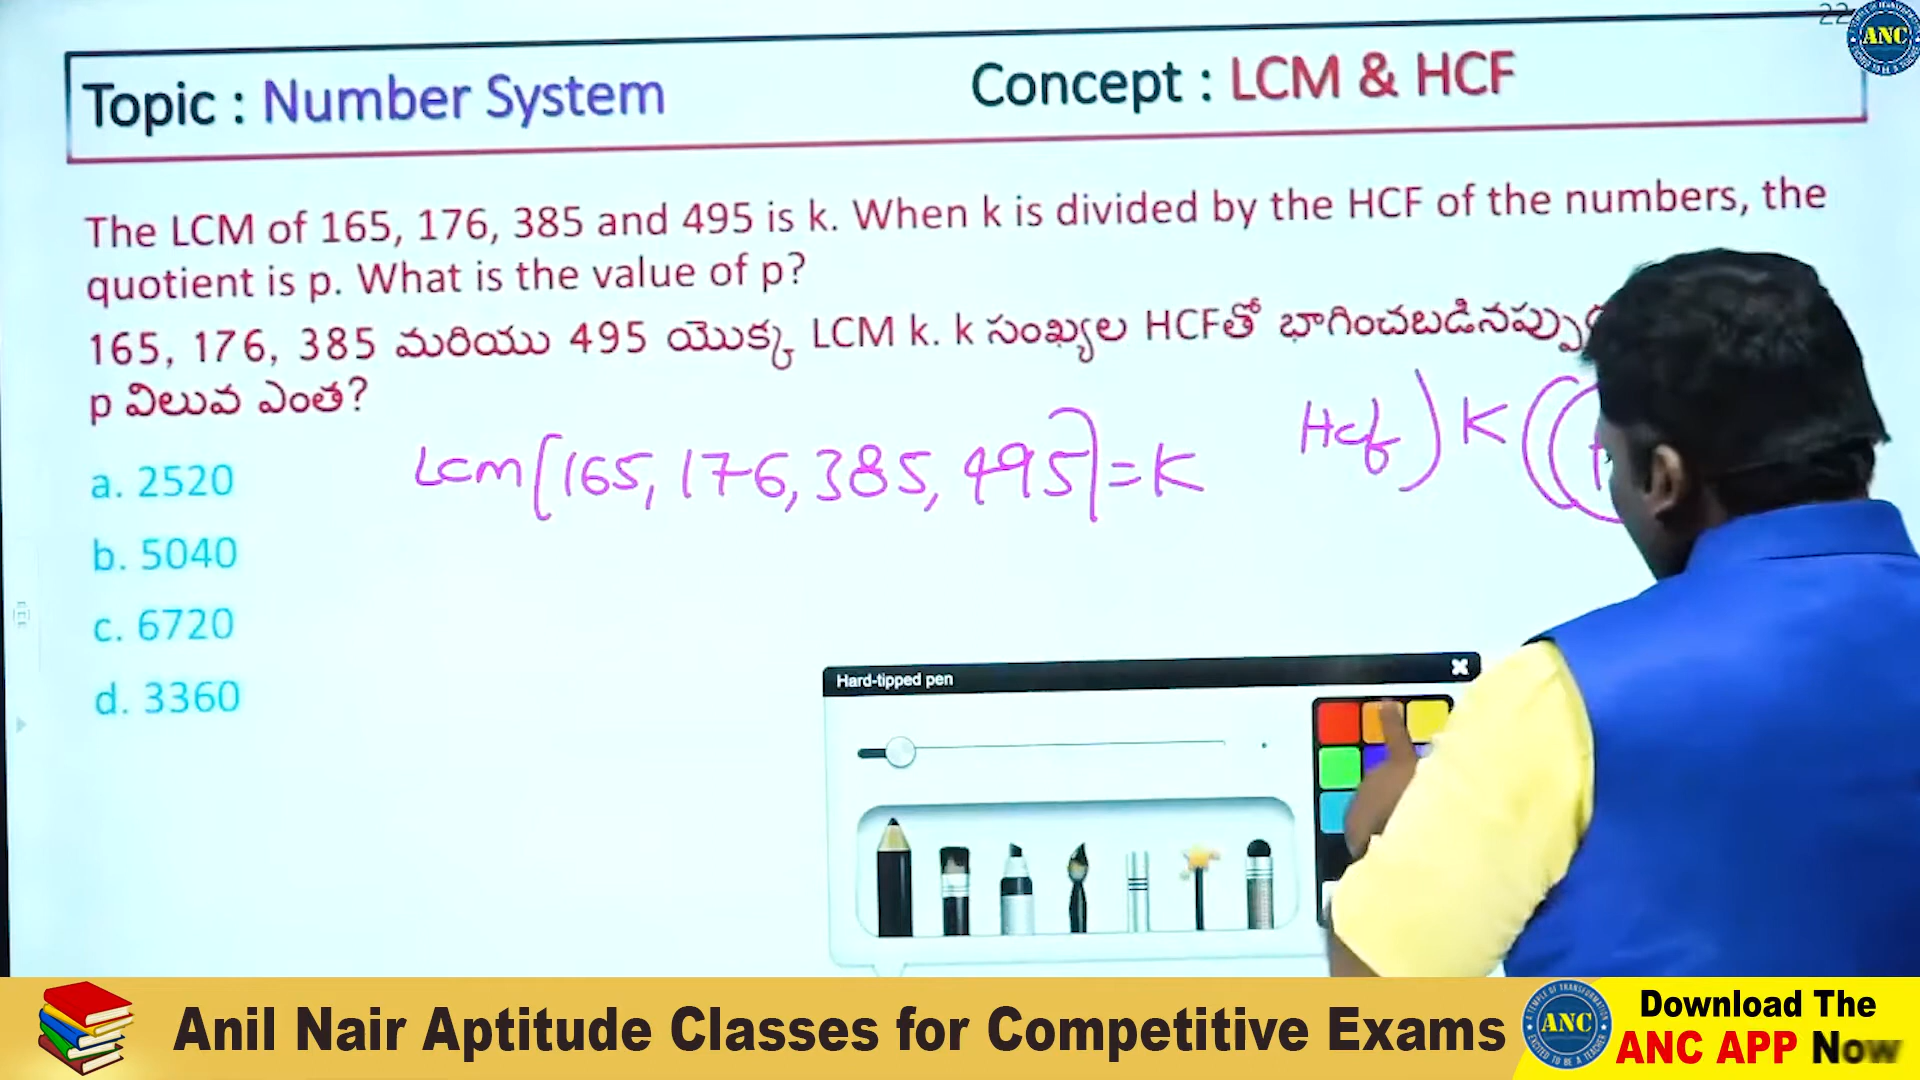 22
ANC
Topic : Number System
Concept : LCM & HCF
The LCM of 165, 176, 385 and 495 is k. When k is divided by the HCF of the numbers, the
quotient is p. What is the value of p?
165, 176, 385 మరియు 495 యొక్క LCM k. k సంఖ్యల HCFతో భాగించబడినప్పు
p విలువ ఎంత?
Hcf ) K (
Lcm[165, 176, 385, 495] = K
a. 2520
b. 5040
c. 6720
d. 3360
Hard-tipped pen
Anil Nair Aptitude Classes for Competitive Exams
ANC
Download The
ANC APP Now